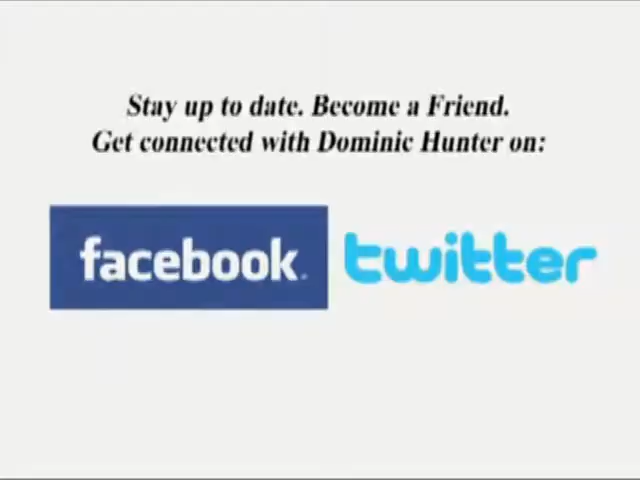 Stay up to date. Become a Friend.
Get connected with Dominic Hunter on:
facebook. twitter